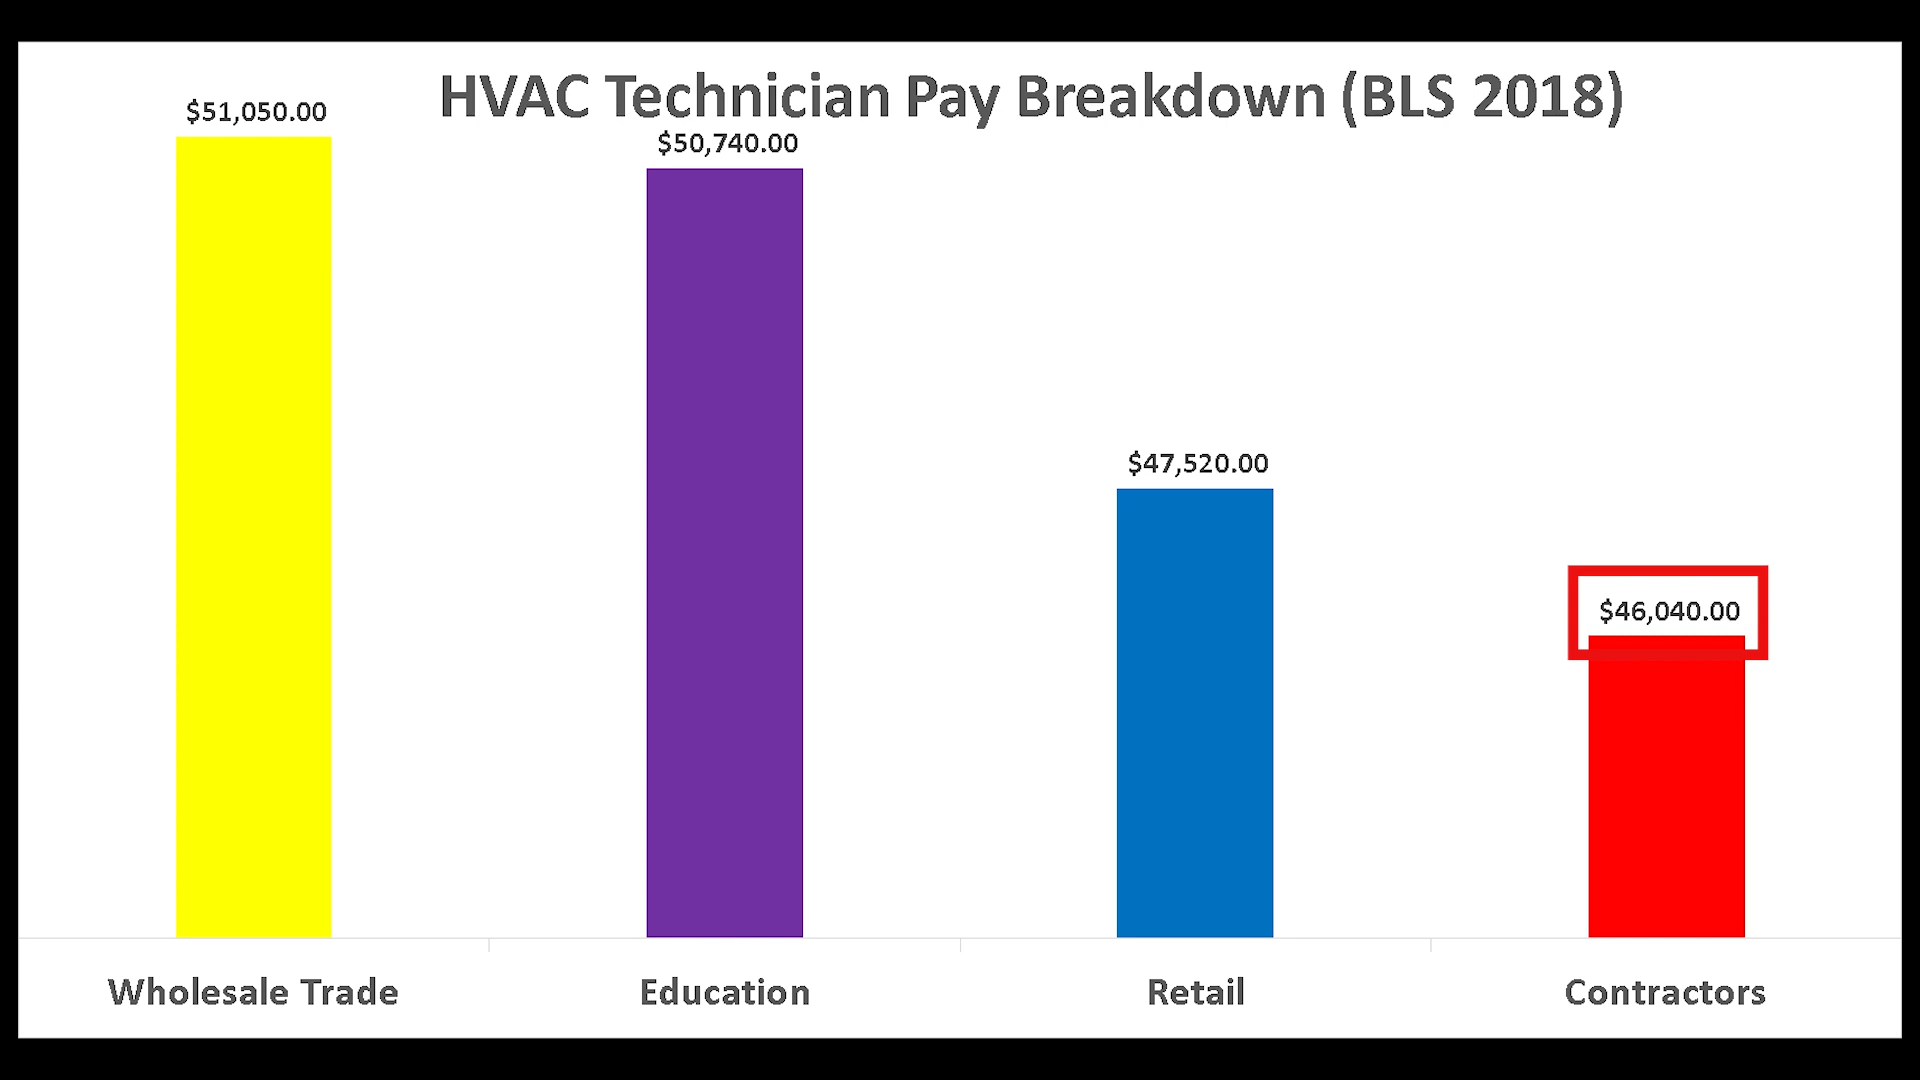 HVAC Technician Pay Breakdown (BLS 2018)
$51,050.00
$50,740.00
$47,520.00
$46,040.00
Wholesale Trade
Education
Retail
Contractors